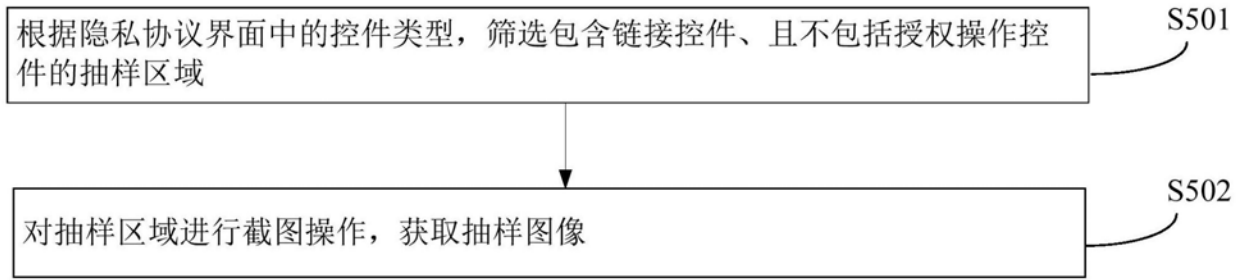 根据隐私协议界面中的控件类型，筛选包含链接控件、且不包括授权操作控
件的抽样区域
S501
对抽样区域进行截图操作，获取抽样图像
S502